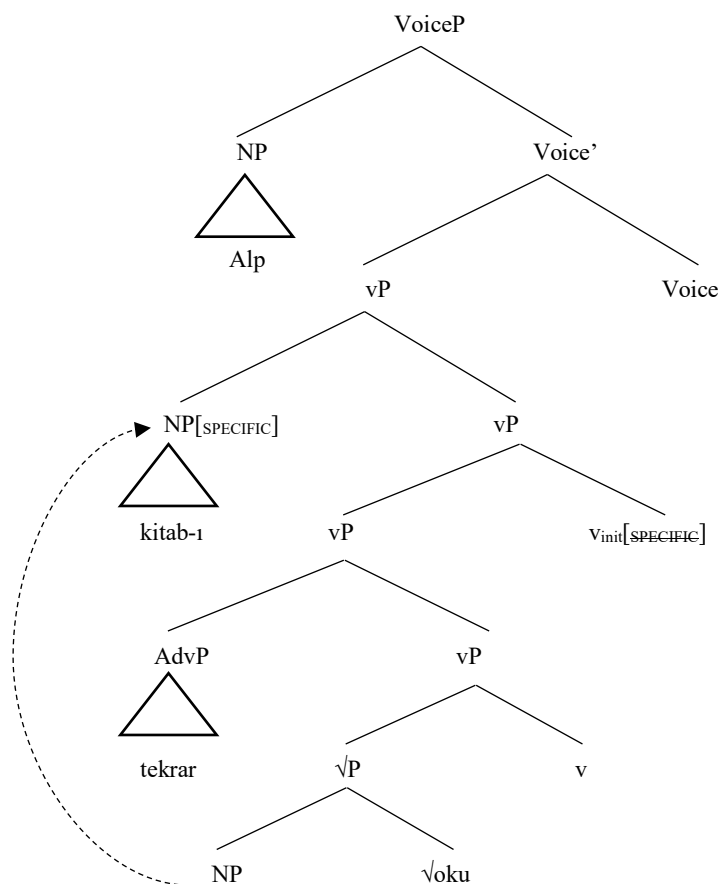 VoiceP
NP Voice’
Alp
vP Voice
NP[SPECIFIC] vP
kitab-ı
vP vinit[SPECIFIC]
AdvP vP
tekrar √P v
NP √oku